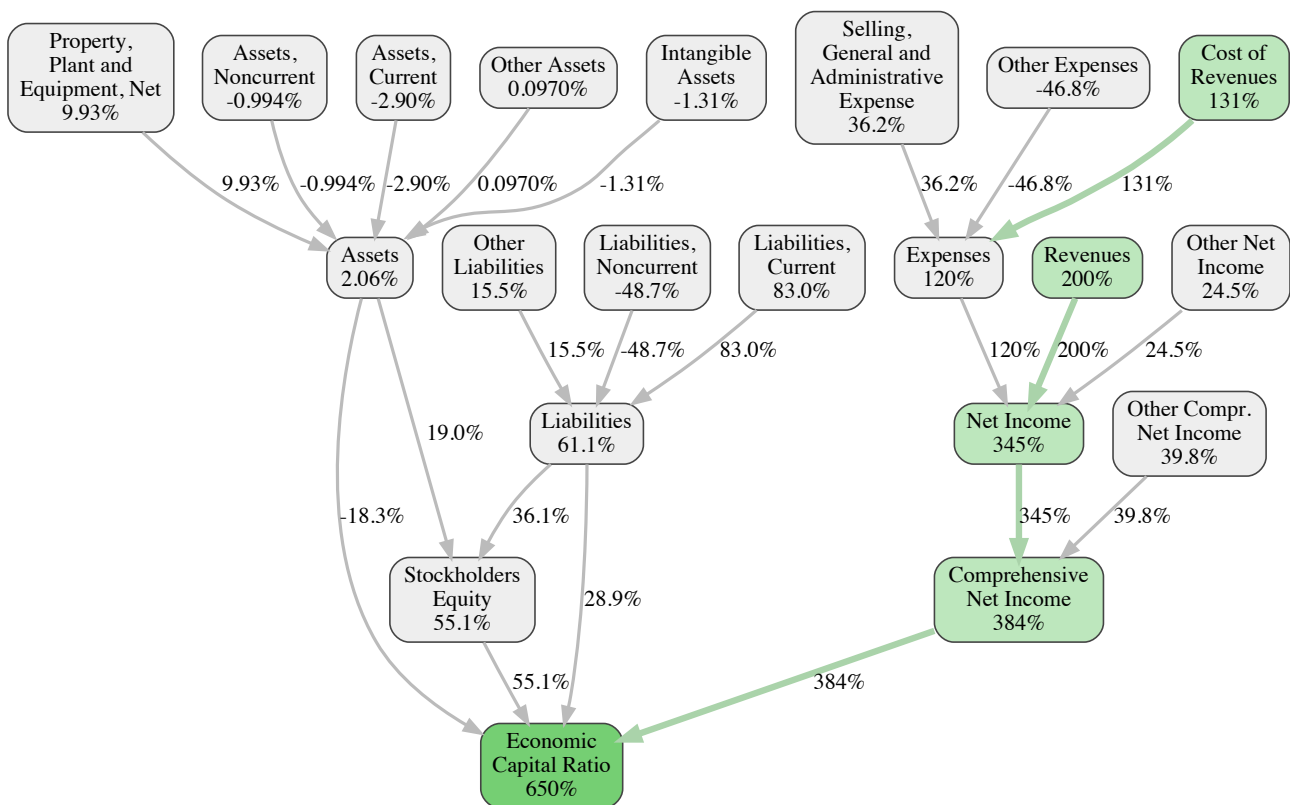 Property,
Plant and
Equipment, Net
9.93%
Assets,
Noncurrent
-0.994%
Assets,
Current
-2.90%
Other Assets
0.0970%
Intangible
Assets
-1.31%
Selling,
General and
Administrative
Expense
36.2%
Other Expenses
-46.8%
Cost of
Revenues
131%
9.93%
-0.994%
-2.90%
0.0970%
-1.31%
36.2%
-46.8%
131%
Assets
2.06%
Other
Liabilities
15.5%
Liabilities,
Noncurrent
-48.7%
Liabilities,
Current
83.0%
Expenses
120%
Revenues
200%
Other Net
Income
24.5%
15.5%
-48.7%
83.0%
120%
200%
24.5%
19.0%
Liabilities
61.1%
Net Income
345%
Other Compr.
Net Income
39.8%
-18.3%
36.1%
345%
39.8%
Stockholders
Equity
55.1%
28.9%
Comprehensive
Net Income
384%
55.1%
384%
Economic
Capital Ratio
650%